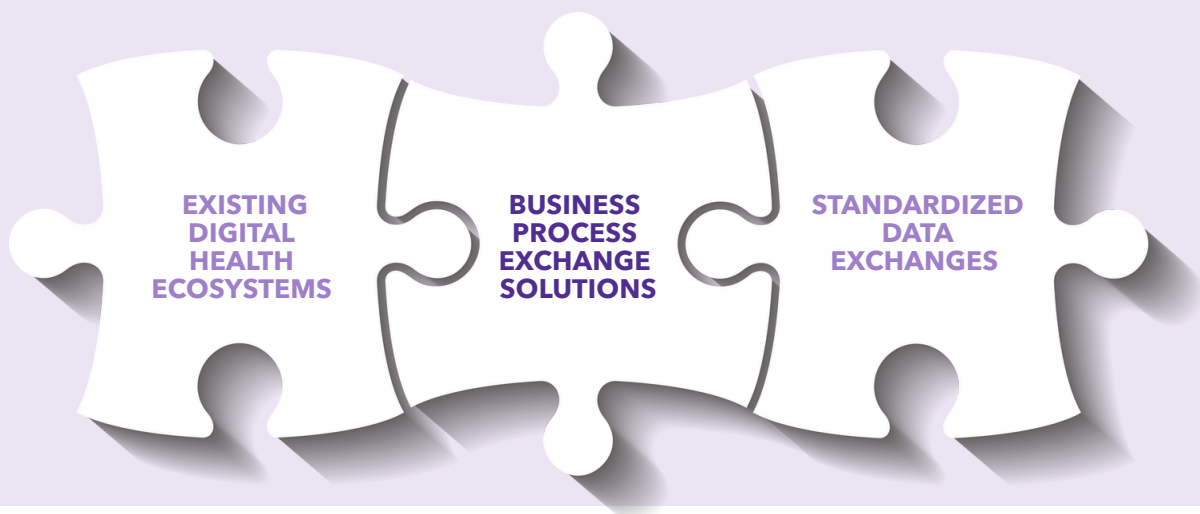 EXISTING
DIGITAL
HEALTH
ECOSYSTEMS
BUSINESS
PROCESS
EXCHANGE
SOLUTIONS
STANDARDIZED
DATA
EXCHANGES